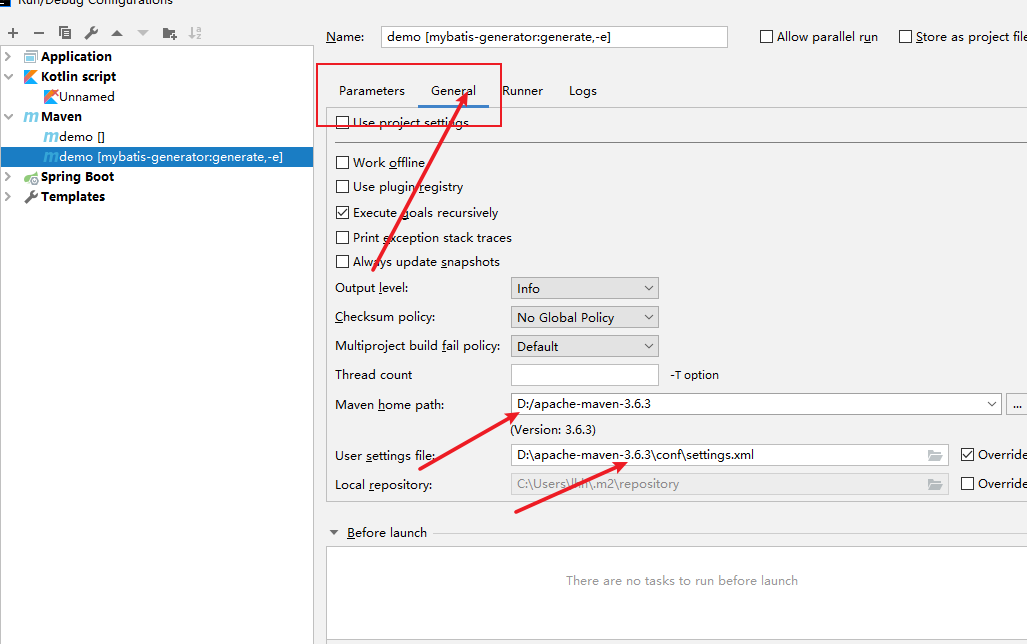 Run/Debug Configurations
Name: demo [mybatis-generator:generate,-e] Allow parallel run Store as project file
Application
Kotlin script
Unnamed
Maven
demo []
demo [mybatis-generator:generate,-e]
Spring Boot
Templates
Parameters General Runner Logs
Use project settings
Work offline
Use plugin registry
Execute goals recursively
Print exception stack traces
Always update snapshots
Output level: Info
Checksum policy: No Global Policy
Multiproject build fail policy: Default
Thread count -T option
Maven home path: D:/apache-maven-3.6.3 ...
(Version: 3.6.3)
User settings file: D:\apache-maven-3.6.3\conf\settings.xml Override
Local repository: \.m2\repository Override
Before launch
There are no tasks to run before launch